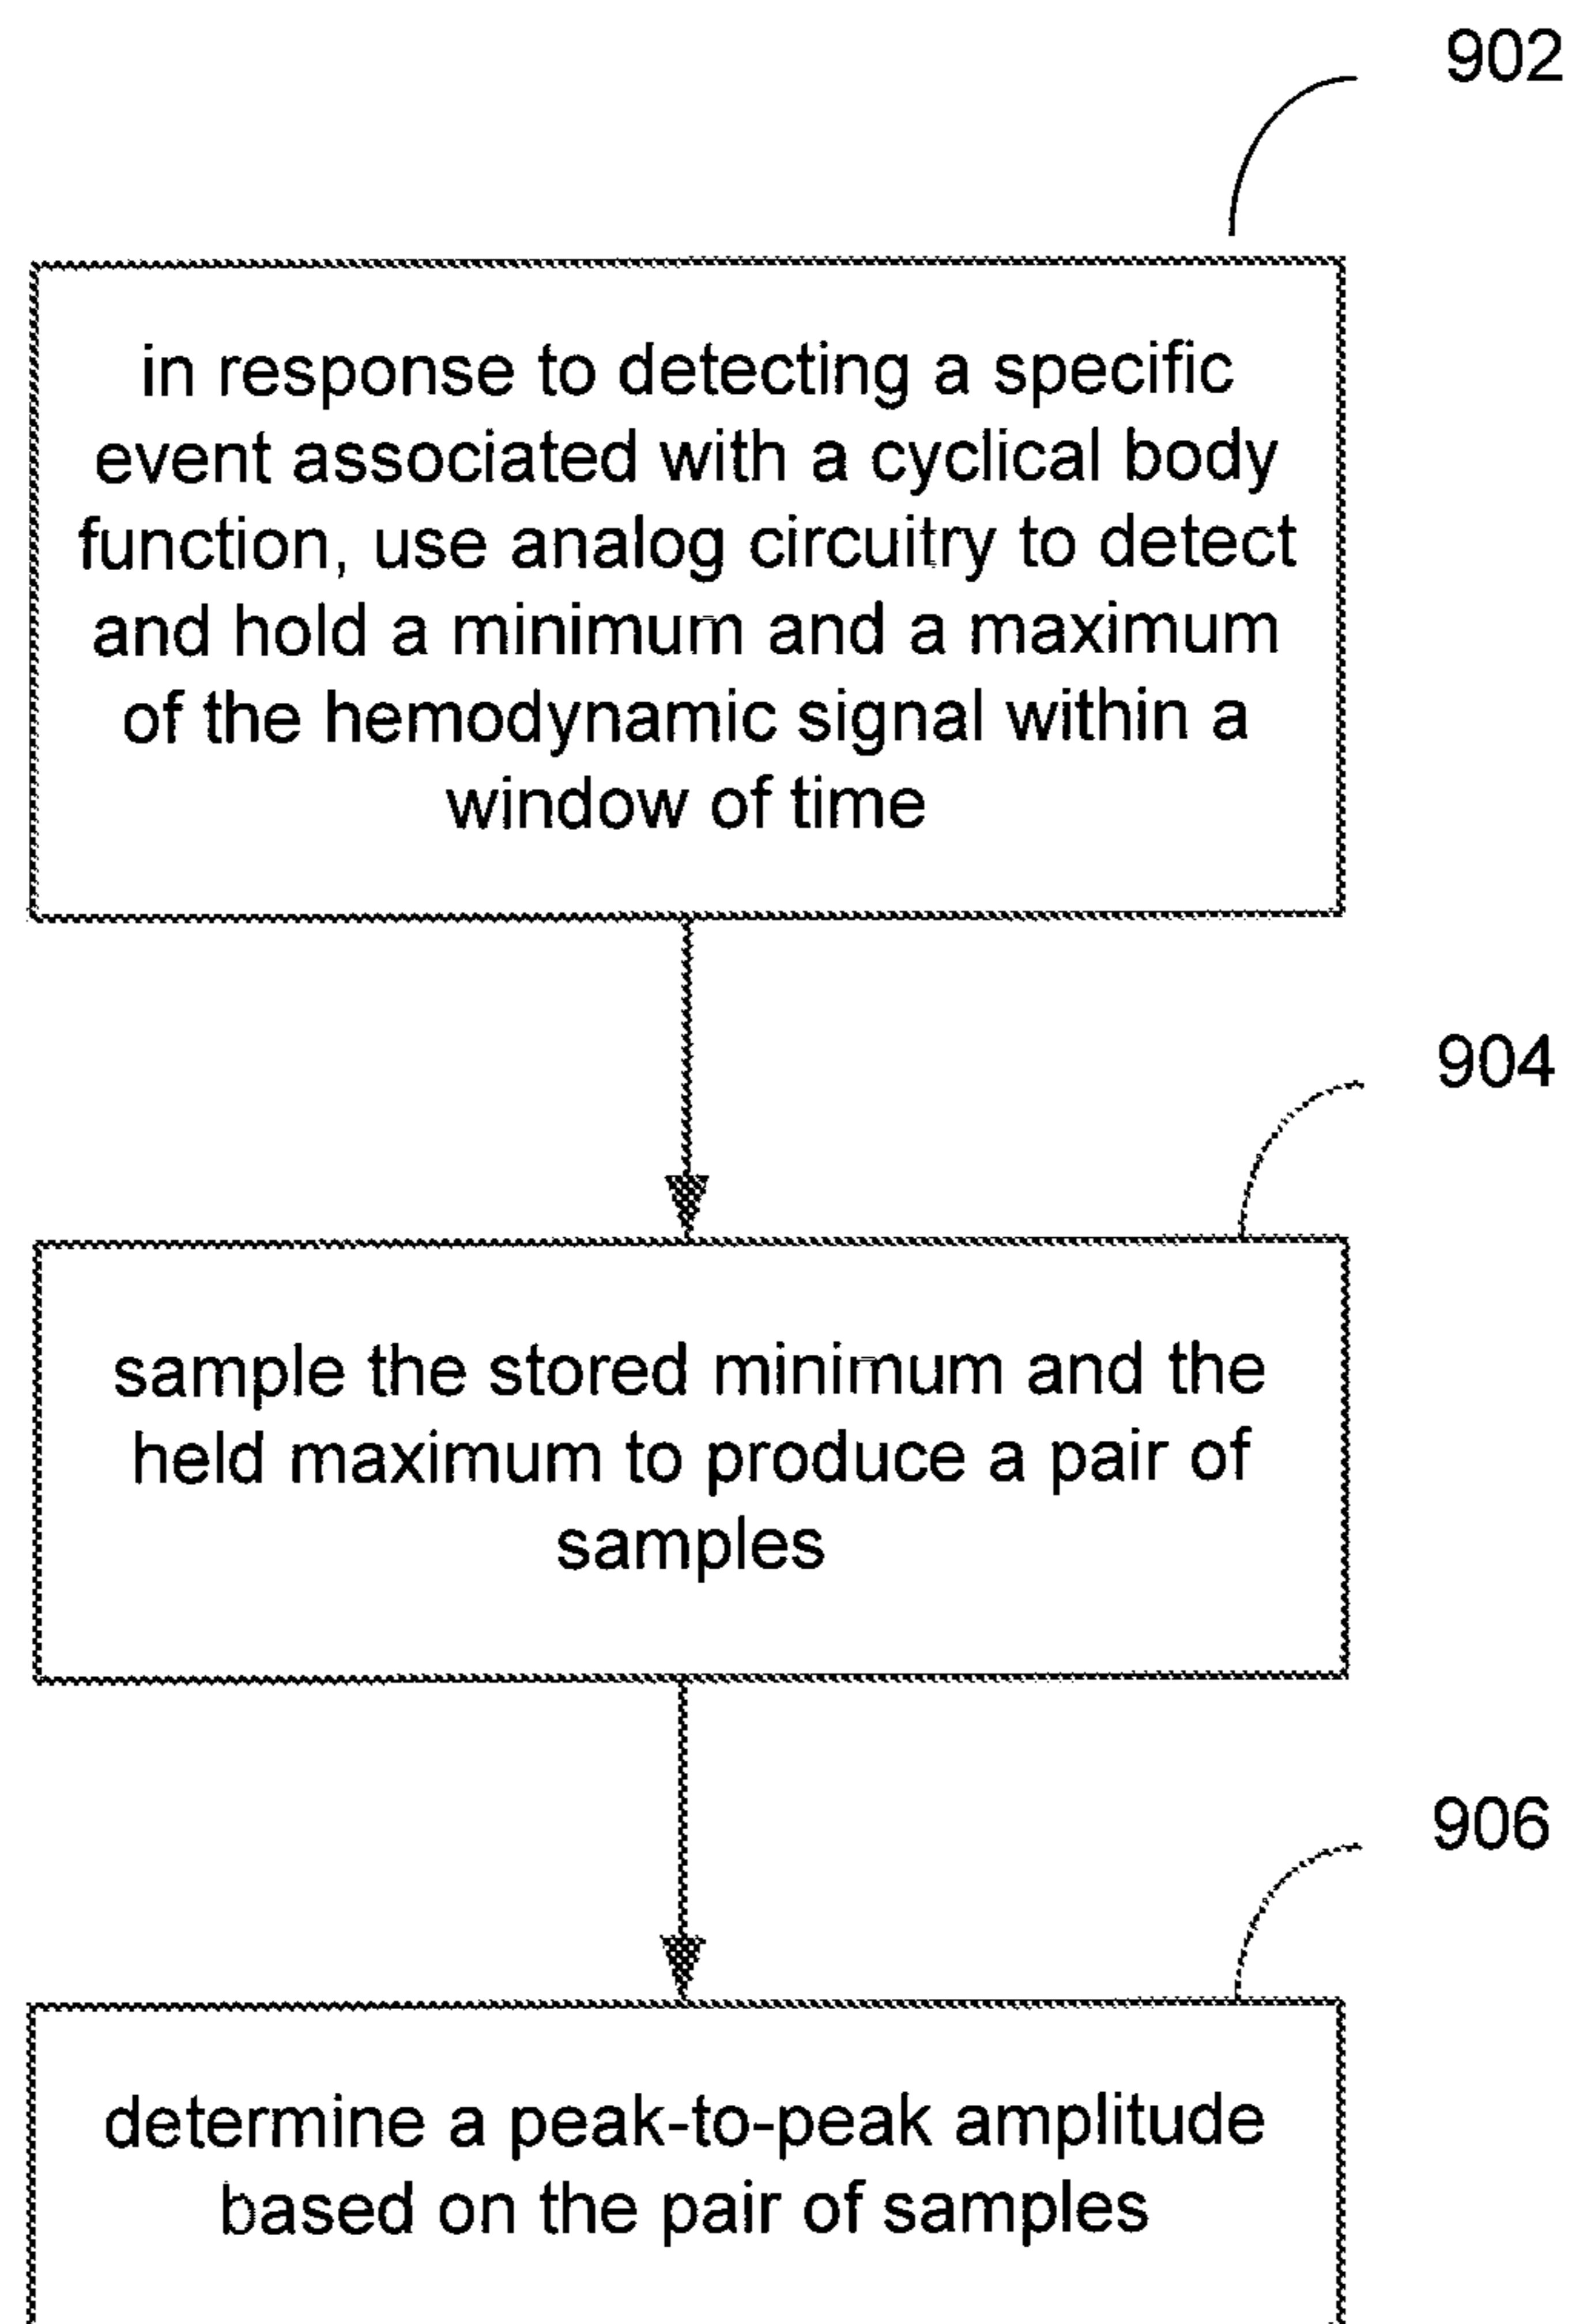 902
in response to detecting a specific
event associated with a cyclical body
function, use analog circuitry to detect
and hold a minimum and a maximum
of the hemodynamic signal within a
window of time
904
sample the stored minimum and the
held maximum to produce a pair of
samples
906
determine a peak-to-peak amplitude
based on the pair of samples